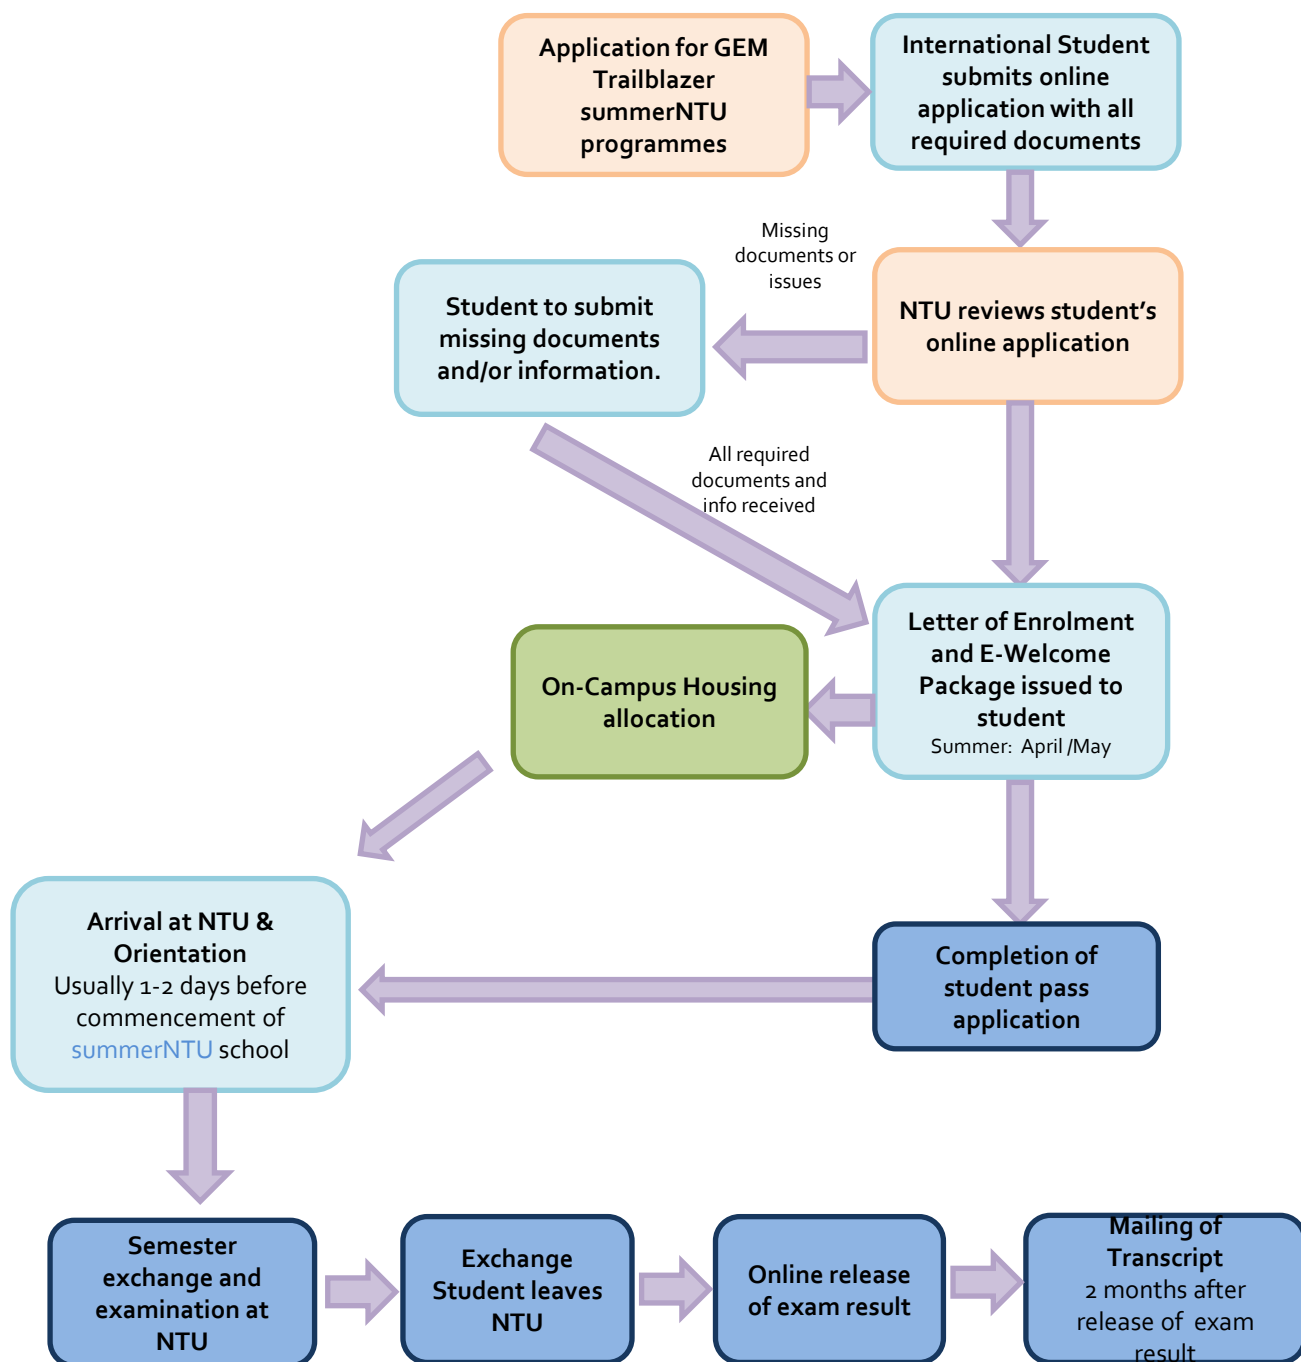 Application for GEM
Trailblazer
summerNTU
programmes
International Student
submits online
application with all
required documents
Missing
documents or
issues
Student to submit
missing documents
and/or information.
NTU reviews student’s
online application
All required
documents and
info received
On-Campus Housing
allocation
Letter of Enrolment
and E-Welcome
Package issued to
student
Summer: April /May
Arrival at NTU &
Orientation
Usually 1-2 days before
commencement of
summerNTU school
Completion of
student pass
application
Semester
exchange and
examination at
NTU
Exchange
Student leaves
NTU
Online release
of exam result
Mailing of
Transcript
2 months after
release of exam
result